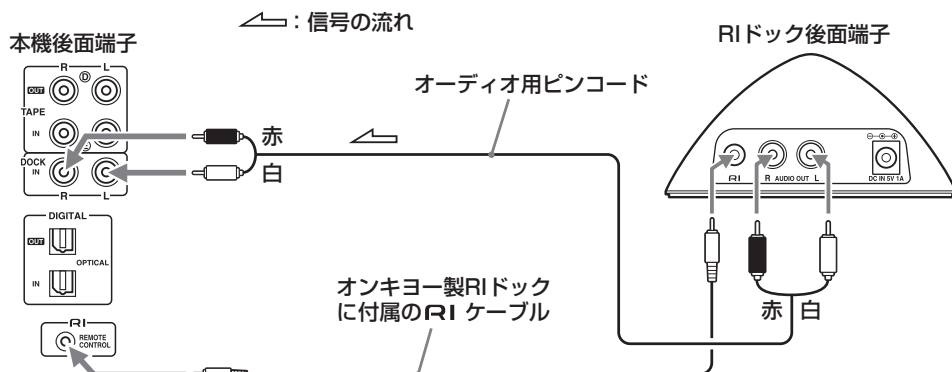 ：信号の流れ
本機後面端子
RIドック後面端子
R L
OUT
D
TAPE
IN
オーディオ用ピンコード
赤
白
DOCK
IN
R L
DIGITAL
OUT
OPTICAL
IN
RI
REMOTE
CONTROL
オンキヨー製RIドック
に付属のRI ケーブル
RI R AUDIO OUT L DC IN 5V 1A
赤 白